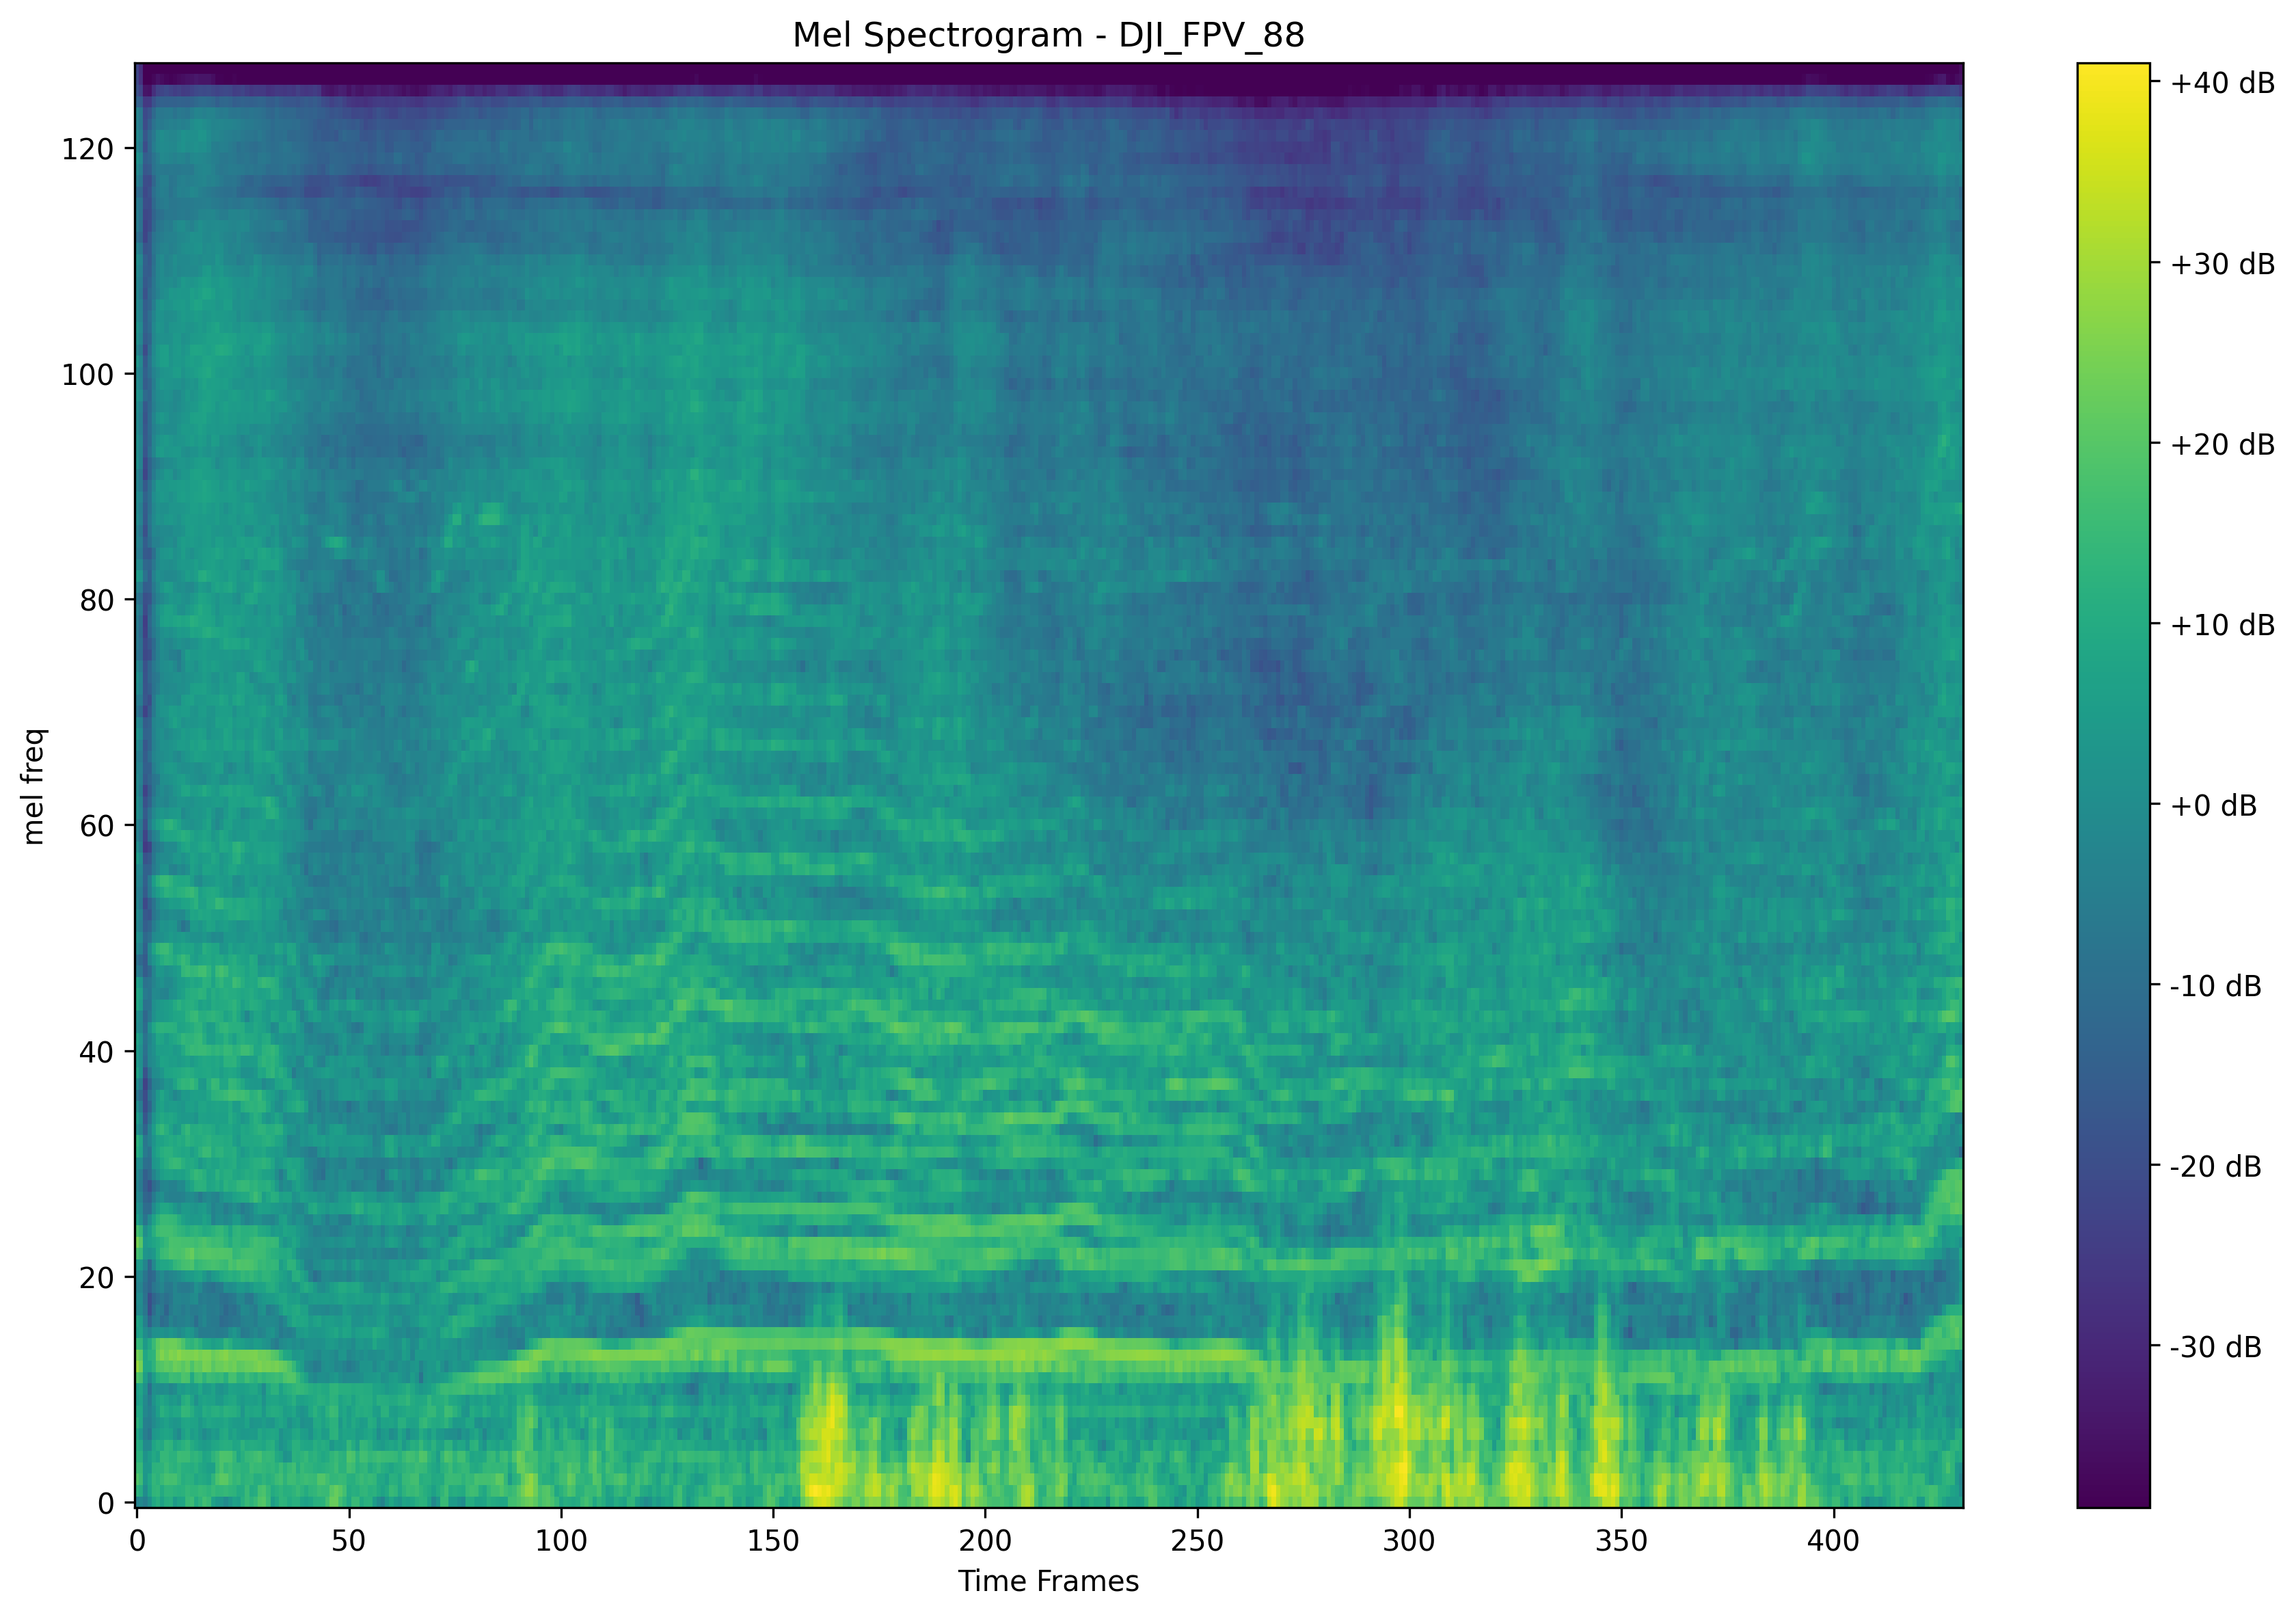 Mel Spectrogram - DJI_FPV_88
mel freq
120
100
80
60
40
20
0
0 50 100 150 200 250 300 350 400
Time Frames
+40 dB
+30 dB
+20 dB
+10 dB
+0 dB
-10 dB
-20 dB
-30 dB